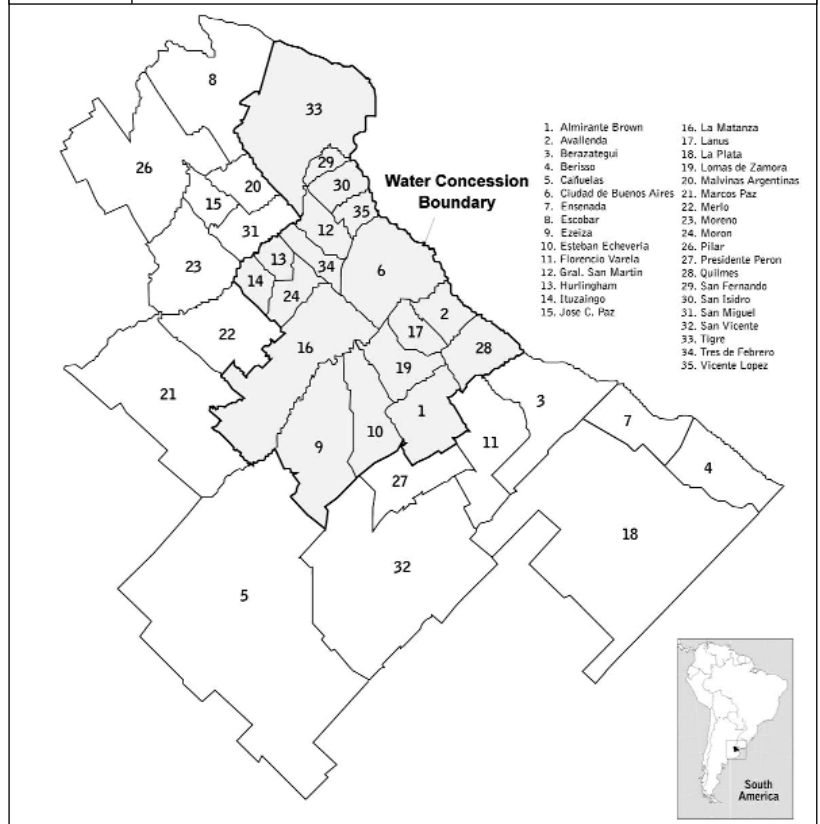 8
33
29
26
20
30
15
35
12
31
Water Concession
Boundary
13
34
6
23
14
24
2
22
17
16
28
19
21
3
1
7
10
11
9
4
27
18
32
5
1. Almirante Brown
2. Avallenda
3. Berazategui
4. Berisso
5. Cañuelas
6. Ciudad de Buenos Aires
7. Ensenada
8. Escobar
9. Ezeiza
10. Esteban Echeveria
11. Florencio Varela
12. Gral. San Martin
13. Hurlingham
14. Ituzaingo
15. Jose C. Paz
16. La Matanza
17. Lanus
18. La Plata
19. Lomas de Zamora
20. Malvinas Argentinas
21. Marcos Paz
22. Merlo
23. Moreno
24. Moron
26. Pilar
27. Presidente Peron
28. Quilmes
29. San Fernando
30. San Isidro
31. San Miguel
32. San Vicente
33. Tigre
34. Tres de Febrero
35. Vicente Lopez
South
America